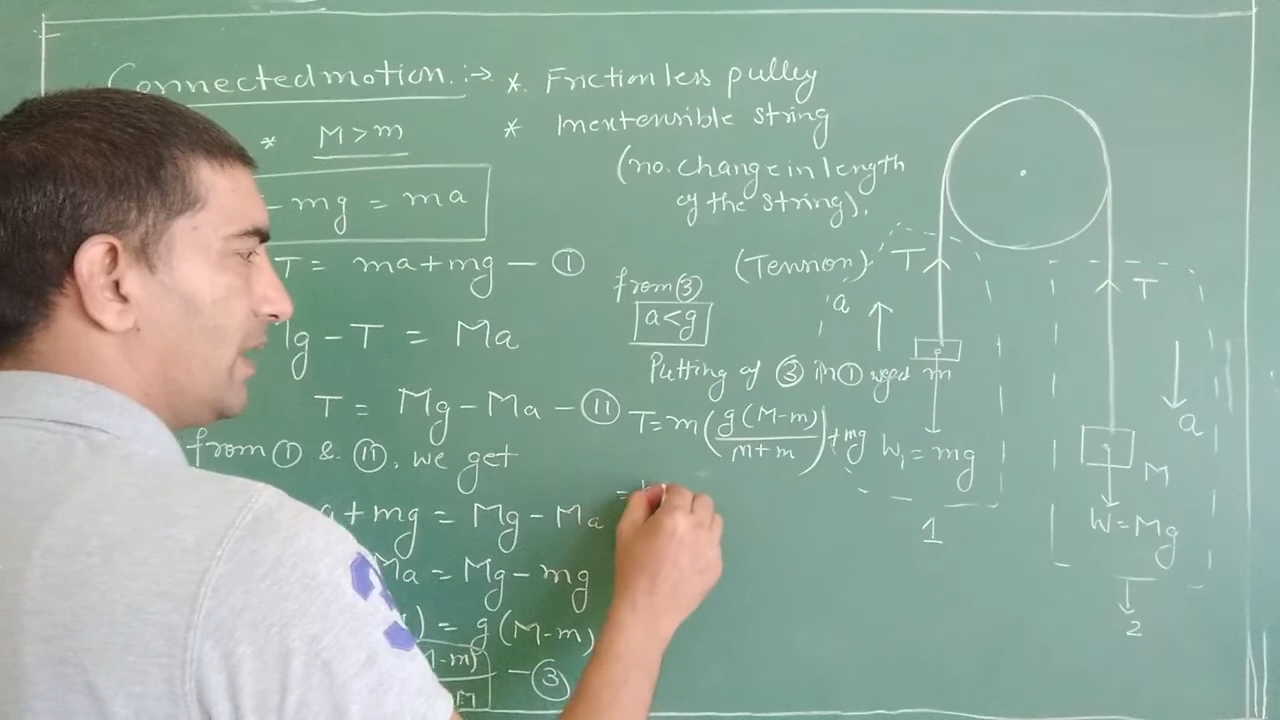 Connected motion :→
* M > m
- mg = ma
T = ma + mg — ①
g - T = Ma
T = Mg - Ma — ⑪
from ① & ⑪, we get
+ mg = Mg - Ma
Ma = Mg - mg
) = g (M-m)
-m) — ③
* Frictionless pulley
* Inextensible string
(no. change in length
of the string).
(Tension)
from ③
a < g
Putting of ③ in ① we get
T = m (g(M-m)/M+m) + mg
=
T
a
m
W₁ = mg
1
T
a
M
W = Mg
2